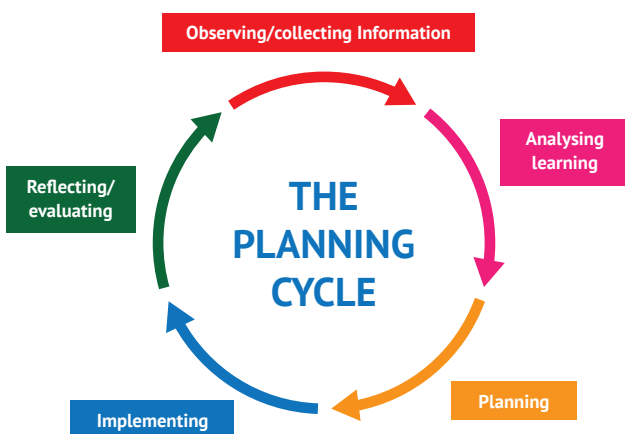 Observing/collecting Information
Analysing
learning
Reflecting/
evaluating
THE
PLANNING
CYCLE
Planning
Implementing